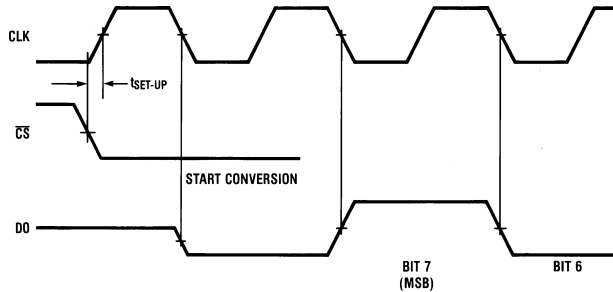 CLK
tSET-UP
CS
START CONVERSION
DO
BIT 7
(MSB)
BIT 6